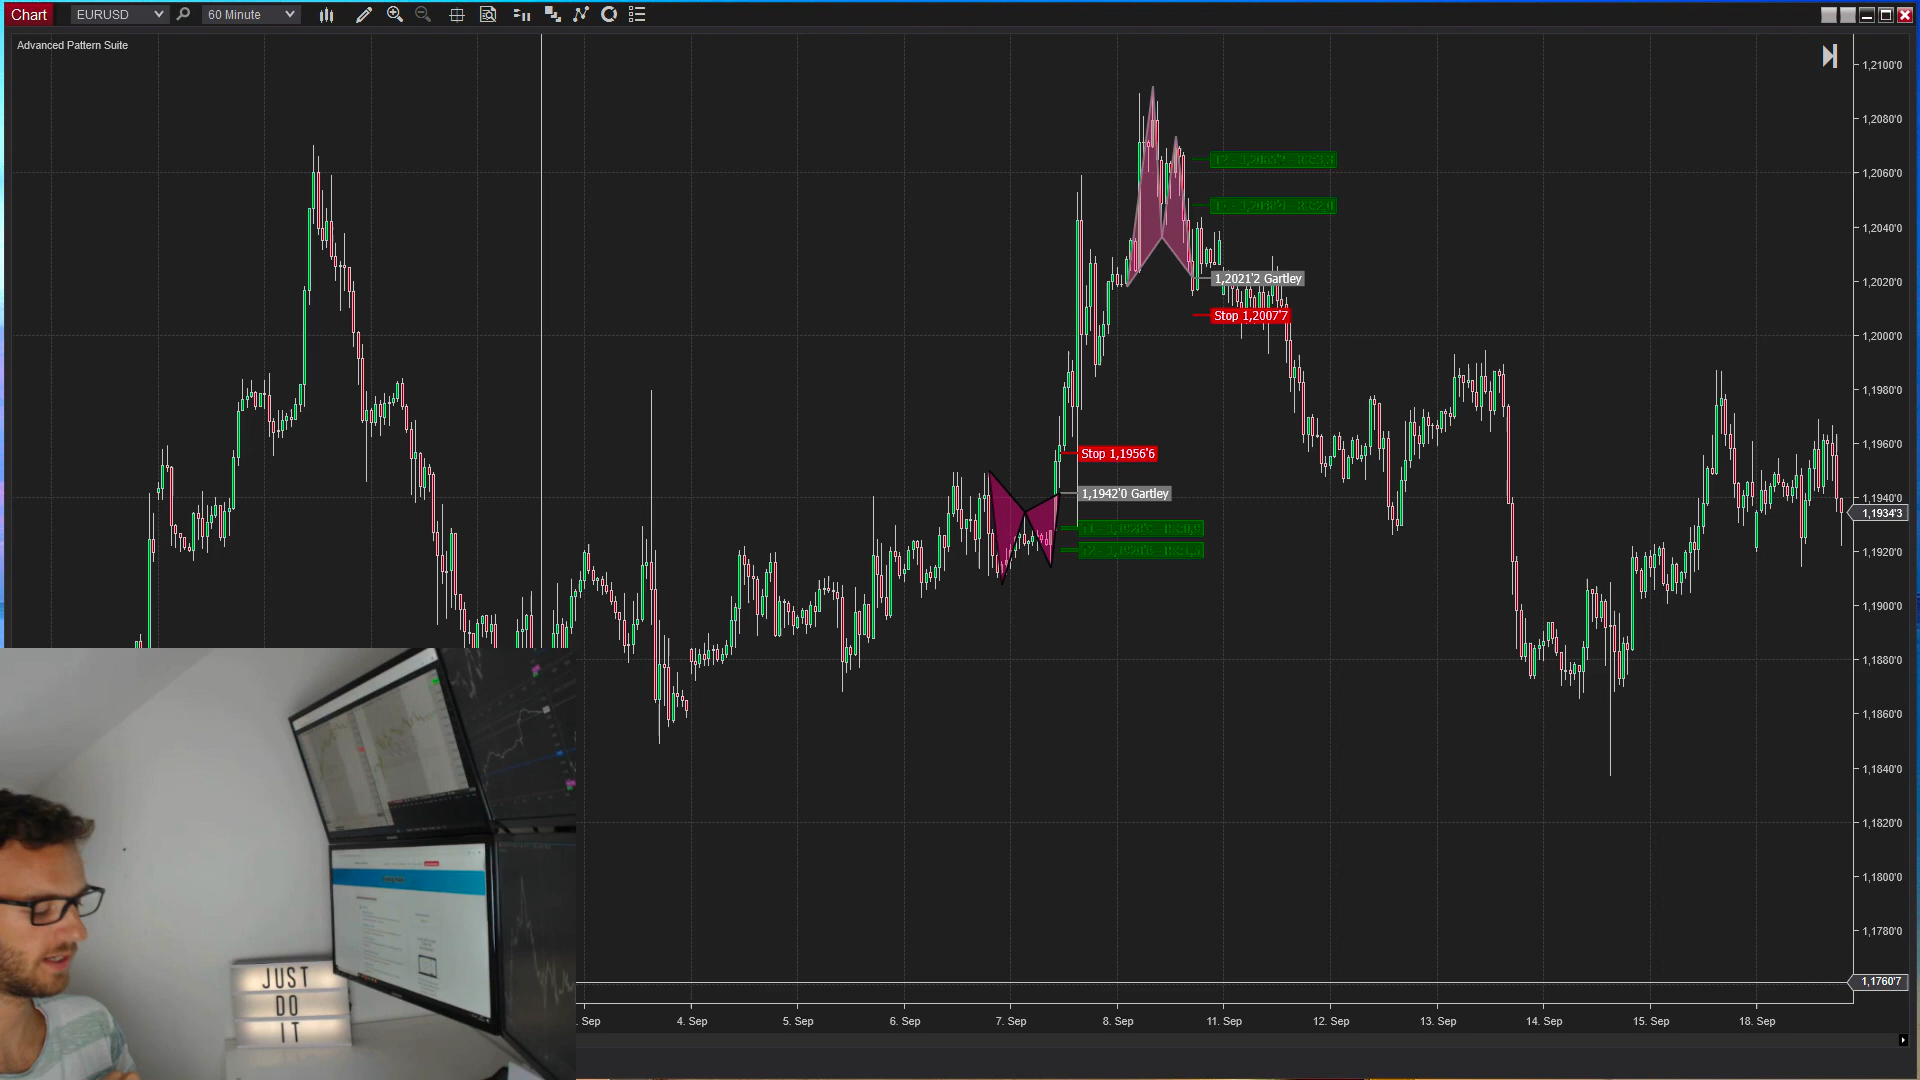 Chart EURUSD 60 Minute
Advanced Pattern Suite
1,2100'0
1,2080'0
1,2060'0
1,2040'0
1,2021'2 Gartley
1,2020'0
Stop 1,2007'7
1,2000'0
1,1980'0
1,1960'0
Stop 1,1956'6
1,1942'0 Gartley
1,1940'0
1,1934'3
1,1920'0
1,1900'0
1,1880'0
1,1860'0
1,1840'0
1,1820'0
1,1800'0
1,1780'0
1,1760'7
JUST
DO
IT
. Sep 4. Sep 5. Sep 6. Sep 7. Sep 8. Sep 11. Sep 12. Sep 13. Sep 14. Sep 15. Sep 18. Sep